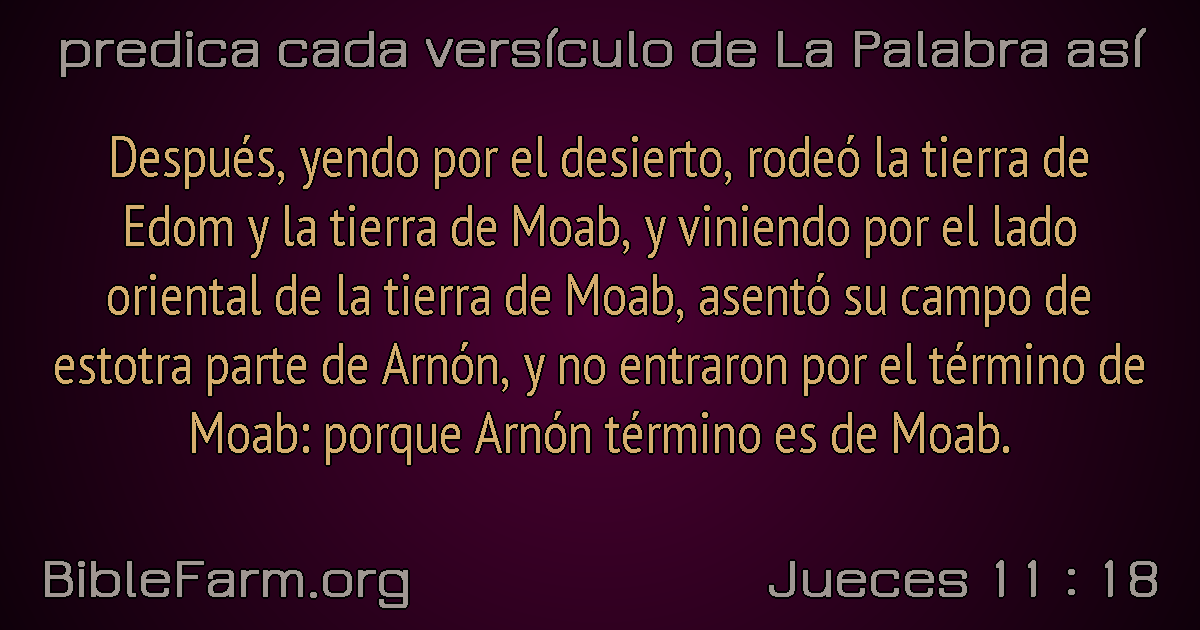 predica cada versículo de La Palabra así
Después, yendo por el desierto, rodeó la tierra de
Edom y la tierra de Moab, y viniendo por el lado
oriental de la tierra de Moab, asentó su campo de
estotra parte de Arnón, y no entraron por el término de
Moab: porque Arnón término es de Moab.
BibleFarm.org
Jueces 11 : 18